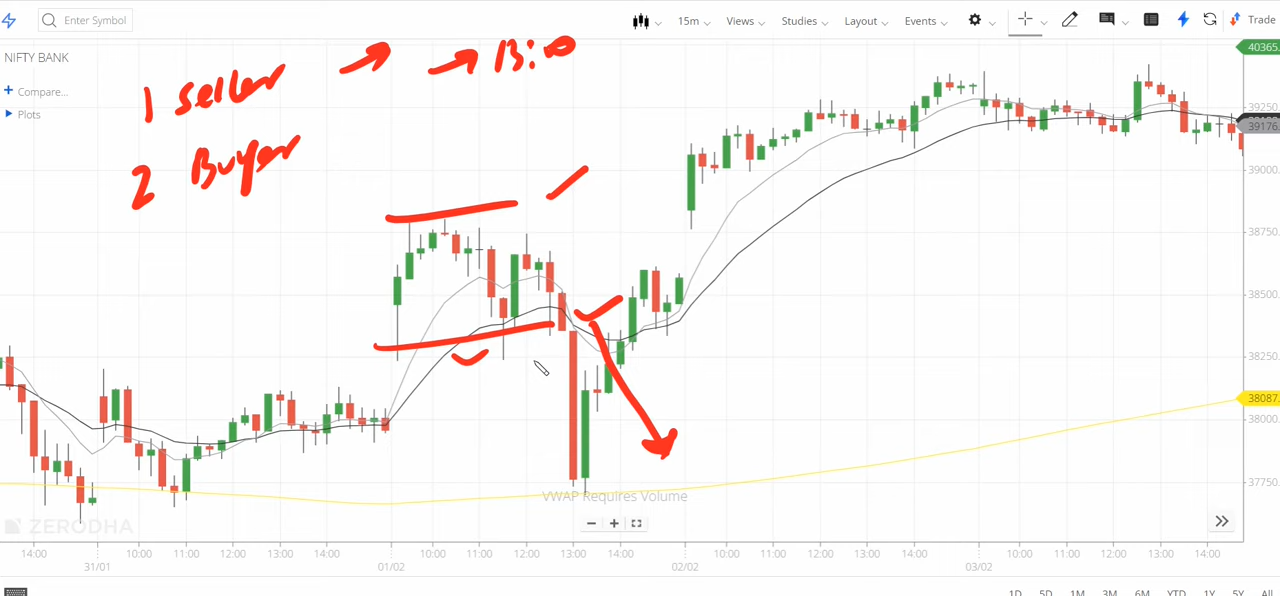 Enter Symbol 15m Views Studies Layout Events Trade
NIFTY BANK
Compare...
Plots
1 seller → 13:00
2 Buyer
40365.
39250.
39176.
39000.
38750.
38500.
38250.
38087.
38000.
37750.
VWAP Requires Volume
ZERODHA
14:00 10:00 11:00 12:00 13:00 14:00 10:00 11:00 12:00 13:00 14:00 10:00 11:00 12:00 13:00 14:00 10:00 11:00 12:00 13:00 14:00
31/01 01/02 02/02 03/02
1D 5D 1M 3M 6M YTD 1Y 5Y All